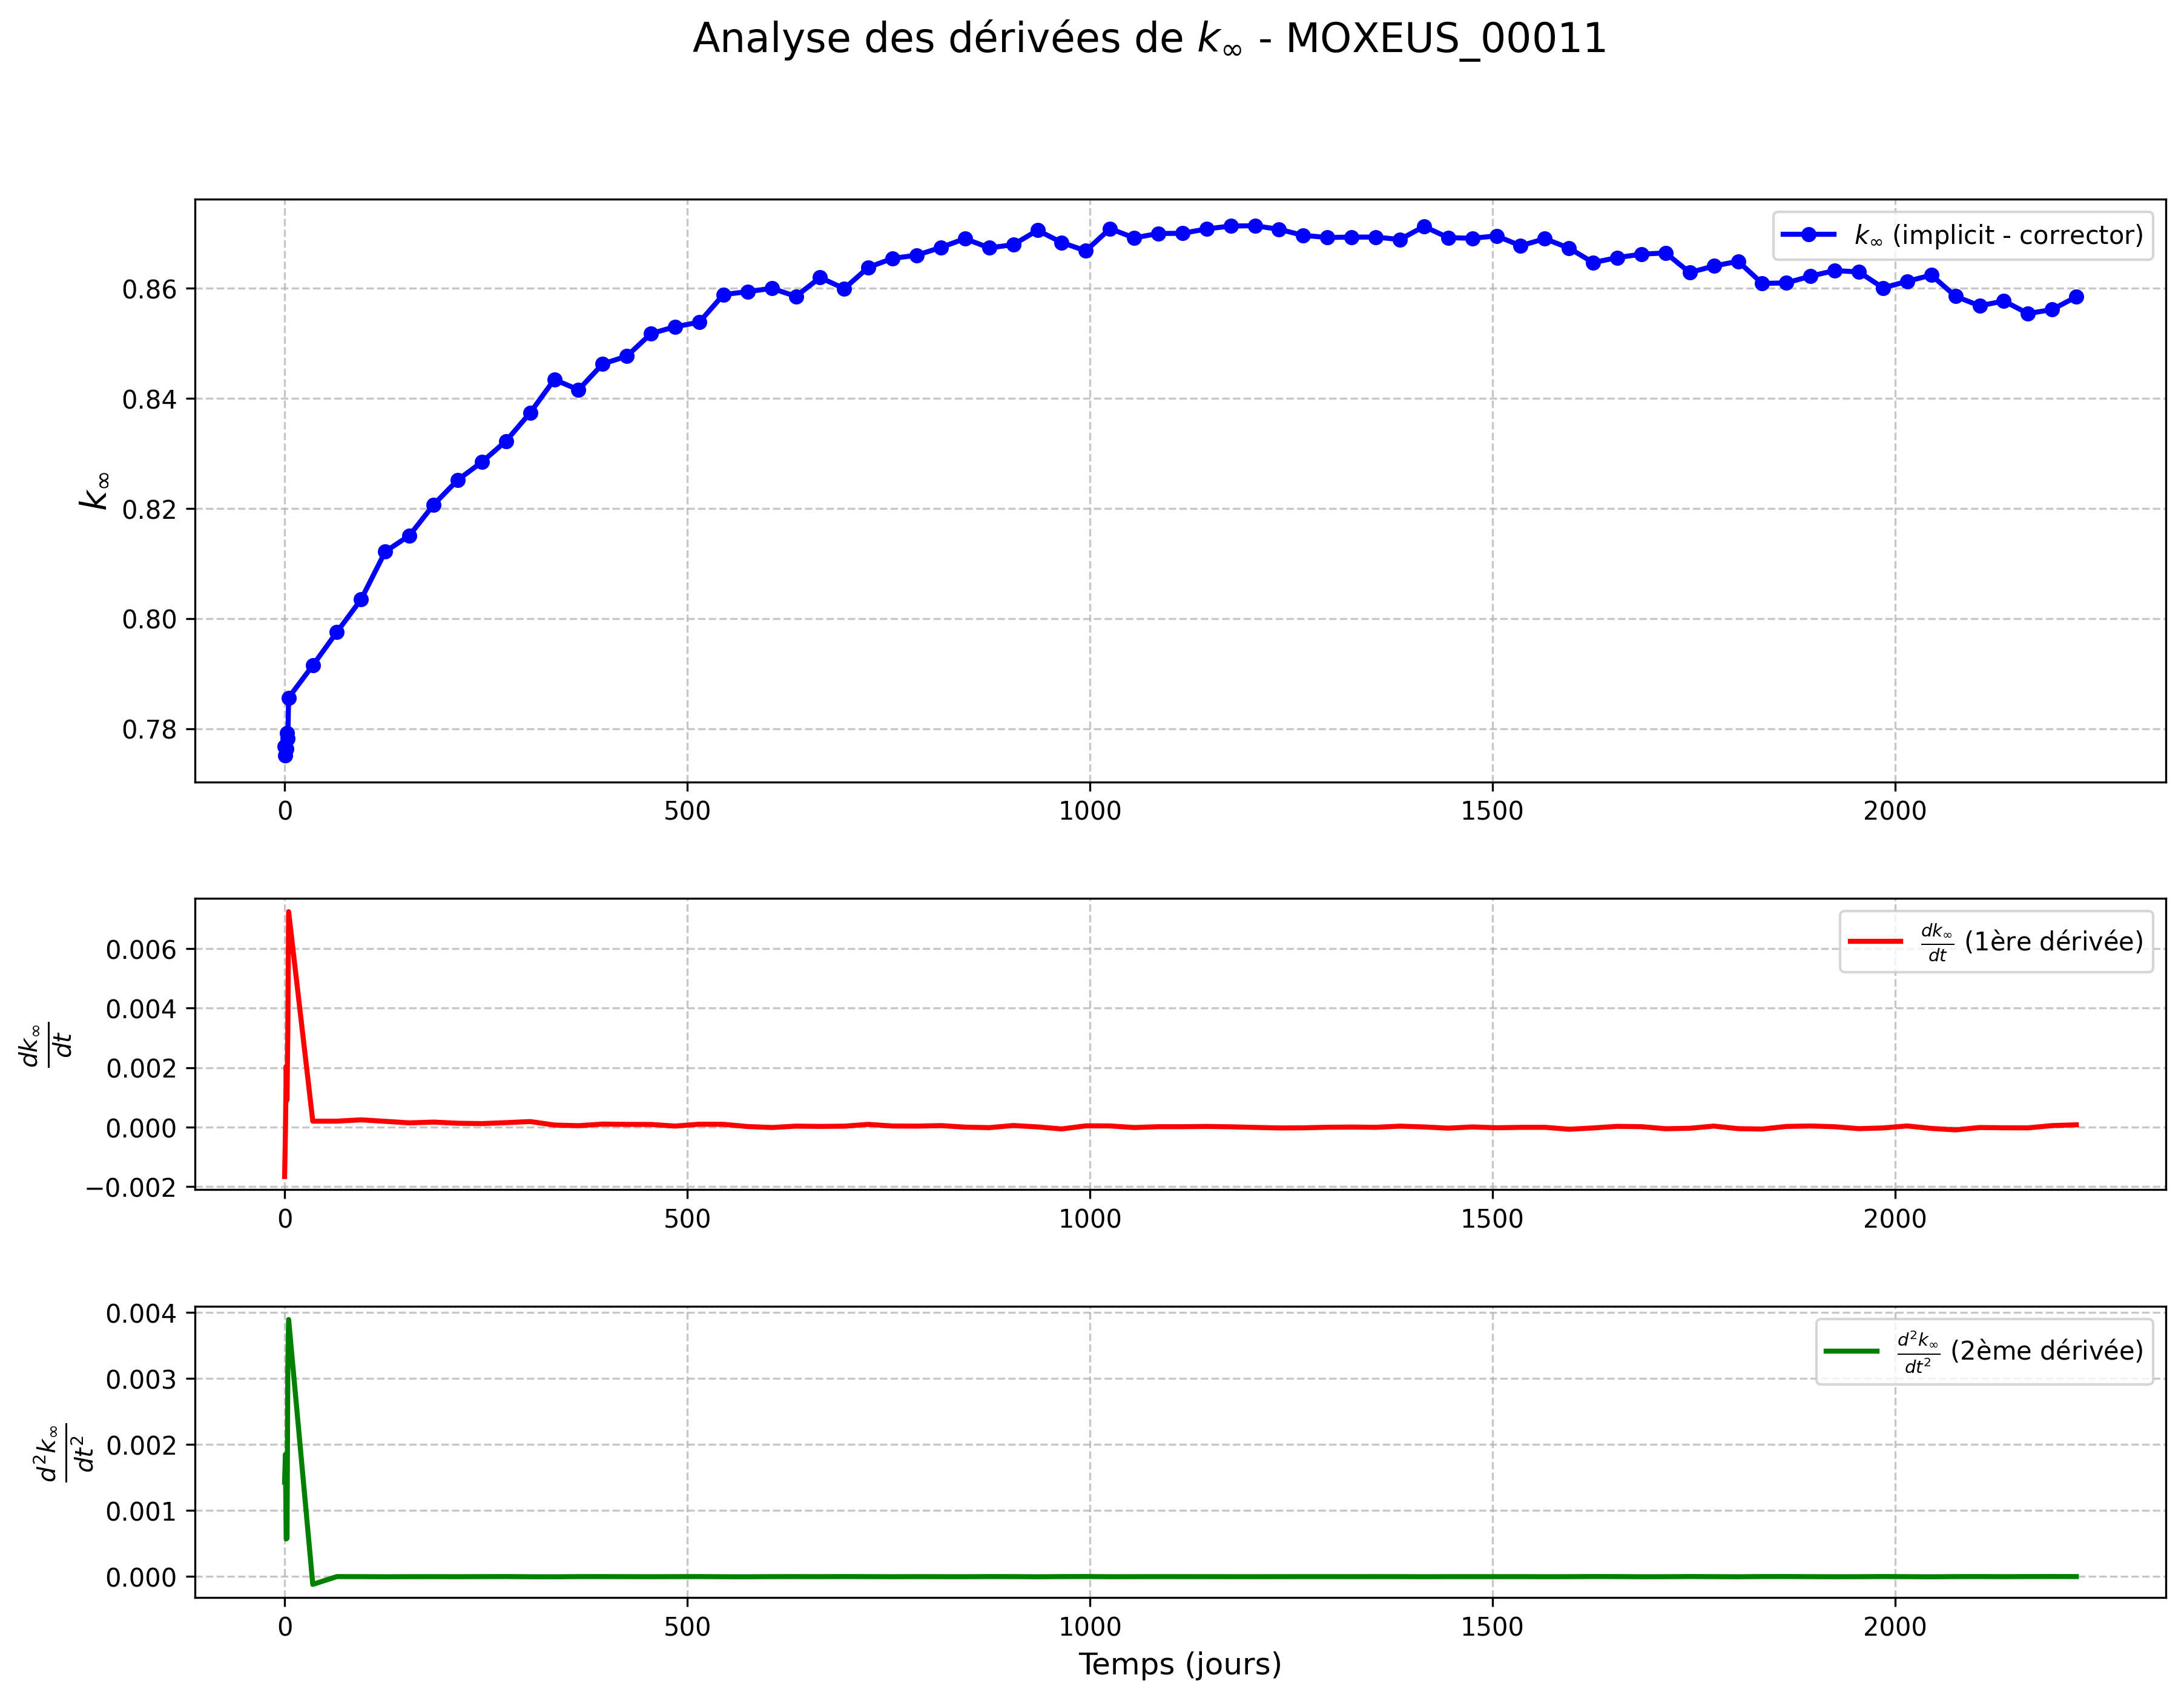 Analyse des dérivées de k∞ - MOXEUS_00011
k∞ (implicit - corrector)
k∞
0.86
0.84
0.82
0.80
0.78
0 500 1000 1500 2000
dk∞/dt (1ère dérivée)
dk∞/dt
0.006
0.004
0.002
0.000
−0.002
0 500 1000 1500 2000
d²k∞/dt² (2ème dérivée)
d²k∞/dt²
0.004
0.003
0.002
0.001
0.000
0 500 1000 1500 2000
Temps (jours)